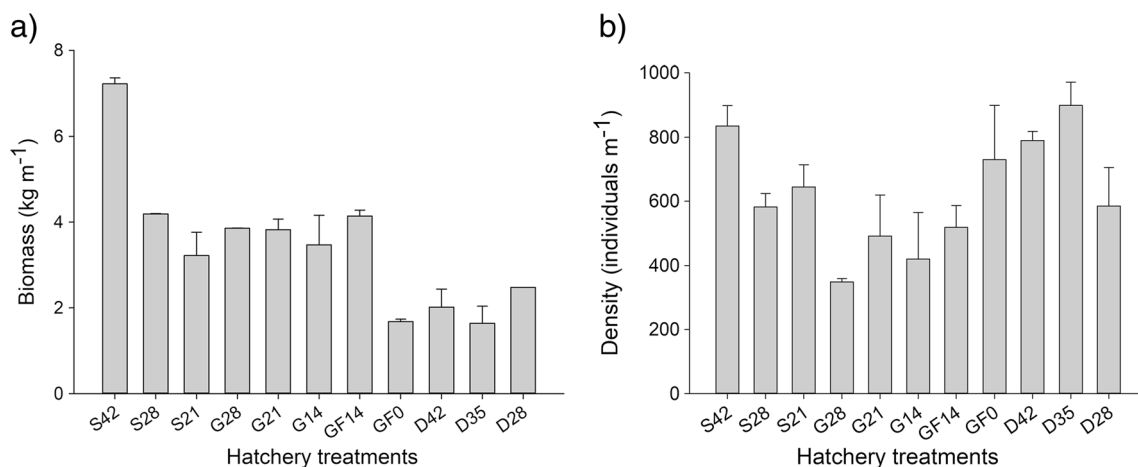 a)
Biomass (kg m⁻¹)
8
6
4
2
0
S42 S28 S21 G28 G21 G14 GF14 GF0 D42 D35 D28
Hatchery treatments
b)
Density (individuals m⁻¹)
1000
800
600
400
200
0
S42 S28 S21 G28 G21 G14 GF14 GF0 D42 D35 D28
Hatchery treatments